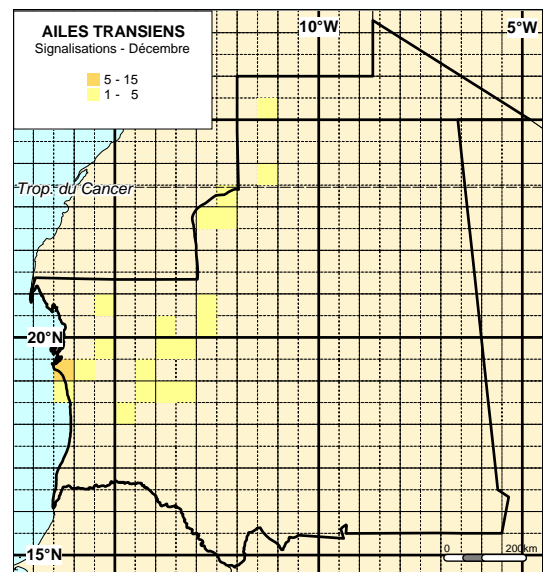 AILES TRANSIENS
Signalisations - Décembre
5 - 15
1 - 5
10°W
5°W
Trop. du Cancer
20°N
15°N
0
200km